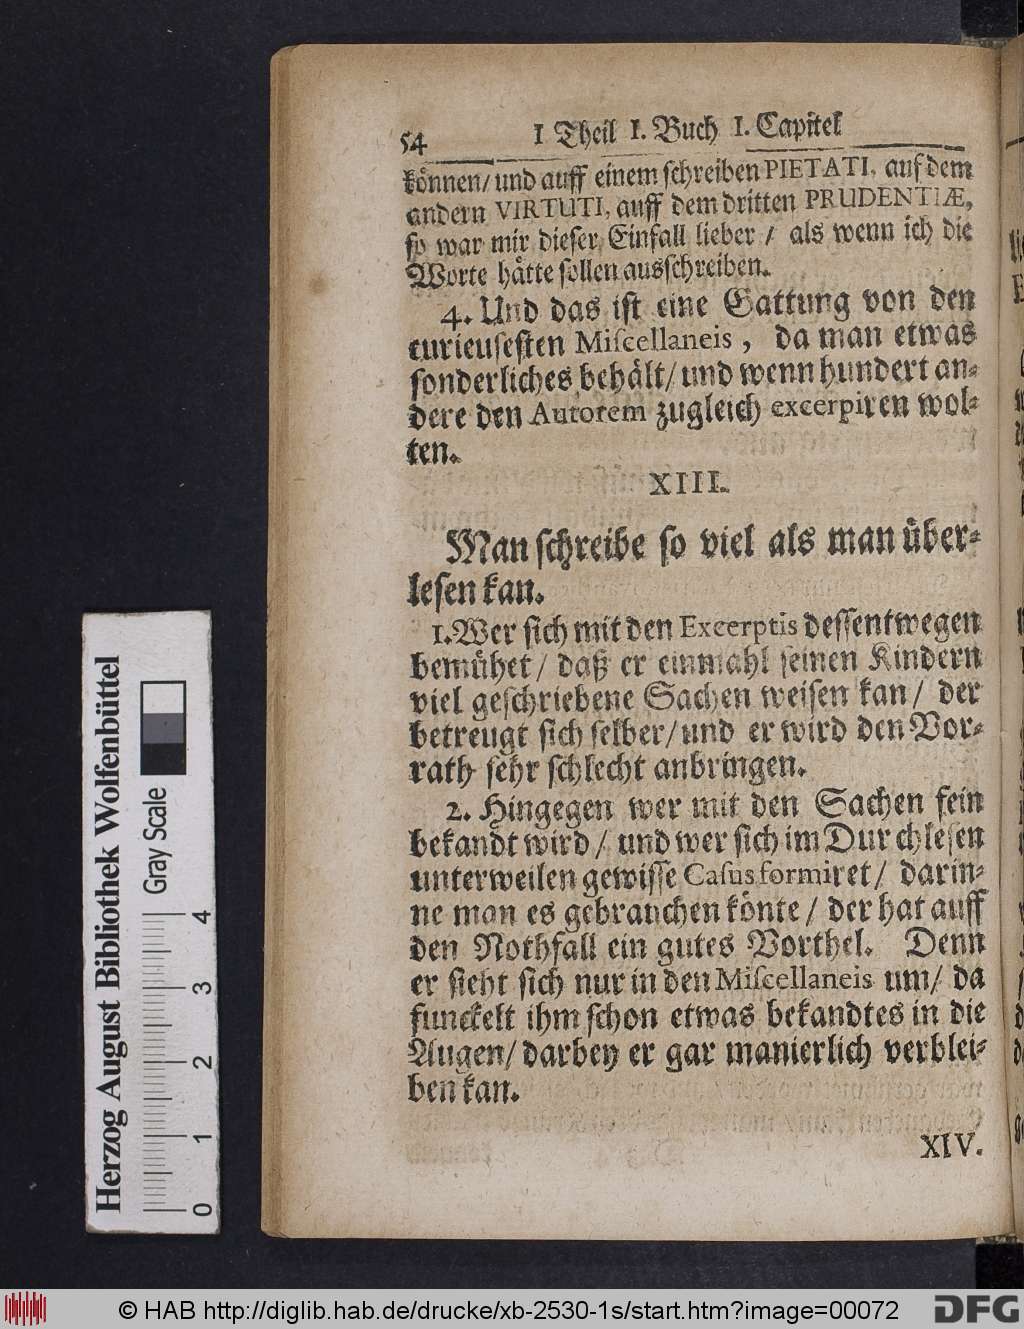 54 I Theil I. Buch I. Capitel
können/ und auff einem schreiben PIETATI, auf dem
andern VIRTUTI, auff dem dritten PRUDENTIÆ,
so war mir dieser Einfall lieber / als wenn ich die
Worte hätte sollen ausschreiben.
4. Und das ist eine Gattung von den
curieusesten Miscellaneis, da man etwas
sonderliches behält/ und wenn hundert an-
dere den Autorem zugleich excerpiren wol-
ten.
XIII.
Man schreibe so viel als man über-
lesen kan.
1. Wer sich mit den Excerptis dessentwegen
bemühet / daß er einmahl seinen Kindern
viel geschriebene Sachen weisen kan / der
betreugt sich selber / und er wird den Vor-
rath sehr schlecht anbringen.
2. Hingegen wer mit den Sachen fein
bekandt wird / und wer sich im Durchlesen
unterweilen gewisse Casus formiret / darin-
ne man es gebrauchen könte / der hat auff
den Nothfall ein gutes Vorthel. Denn
er sieht sich nur in den Miscellaneis um/ da
funckelt ihm schon etwas bekandtes in die
Augen/ darbey er gar manierlich verblei-
ben kan.
XIV.
Herzog August Bibliothek Wolfenbüttel
Gray Scale
0 1 2 3 4
© HAB http://diglib.hab.de/drucke/xb-2530-1s/start.htm?image=00072
DFG